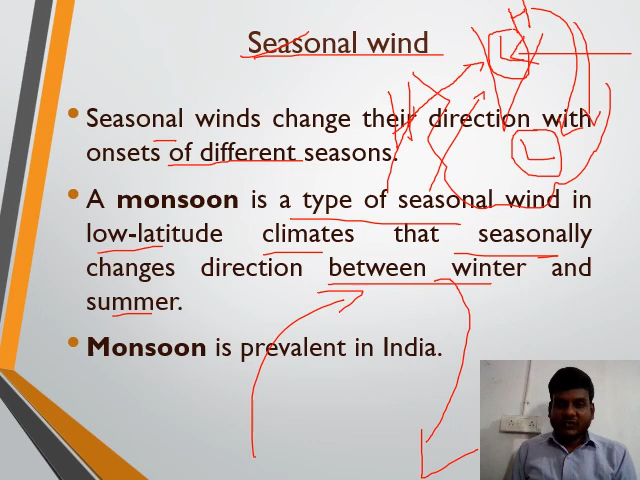 Seasonal wind
Seasonal winds change their direction with
onsets of different seasons.
A monsoon is a type of seasonal wind in
low-latitude climates that seasonally
changes direction between winter and
summer.
Monsoon is prevalent in India.
H
L
H
L